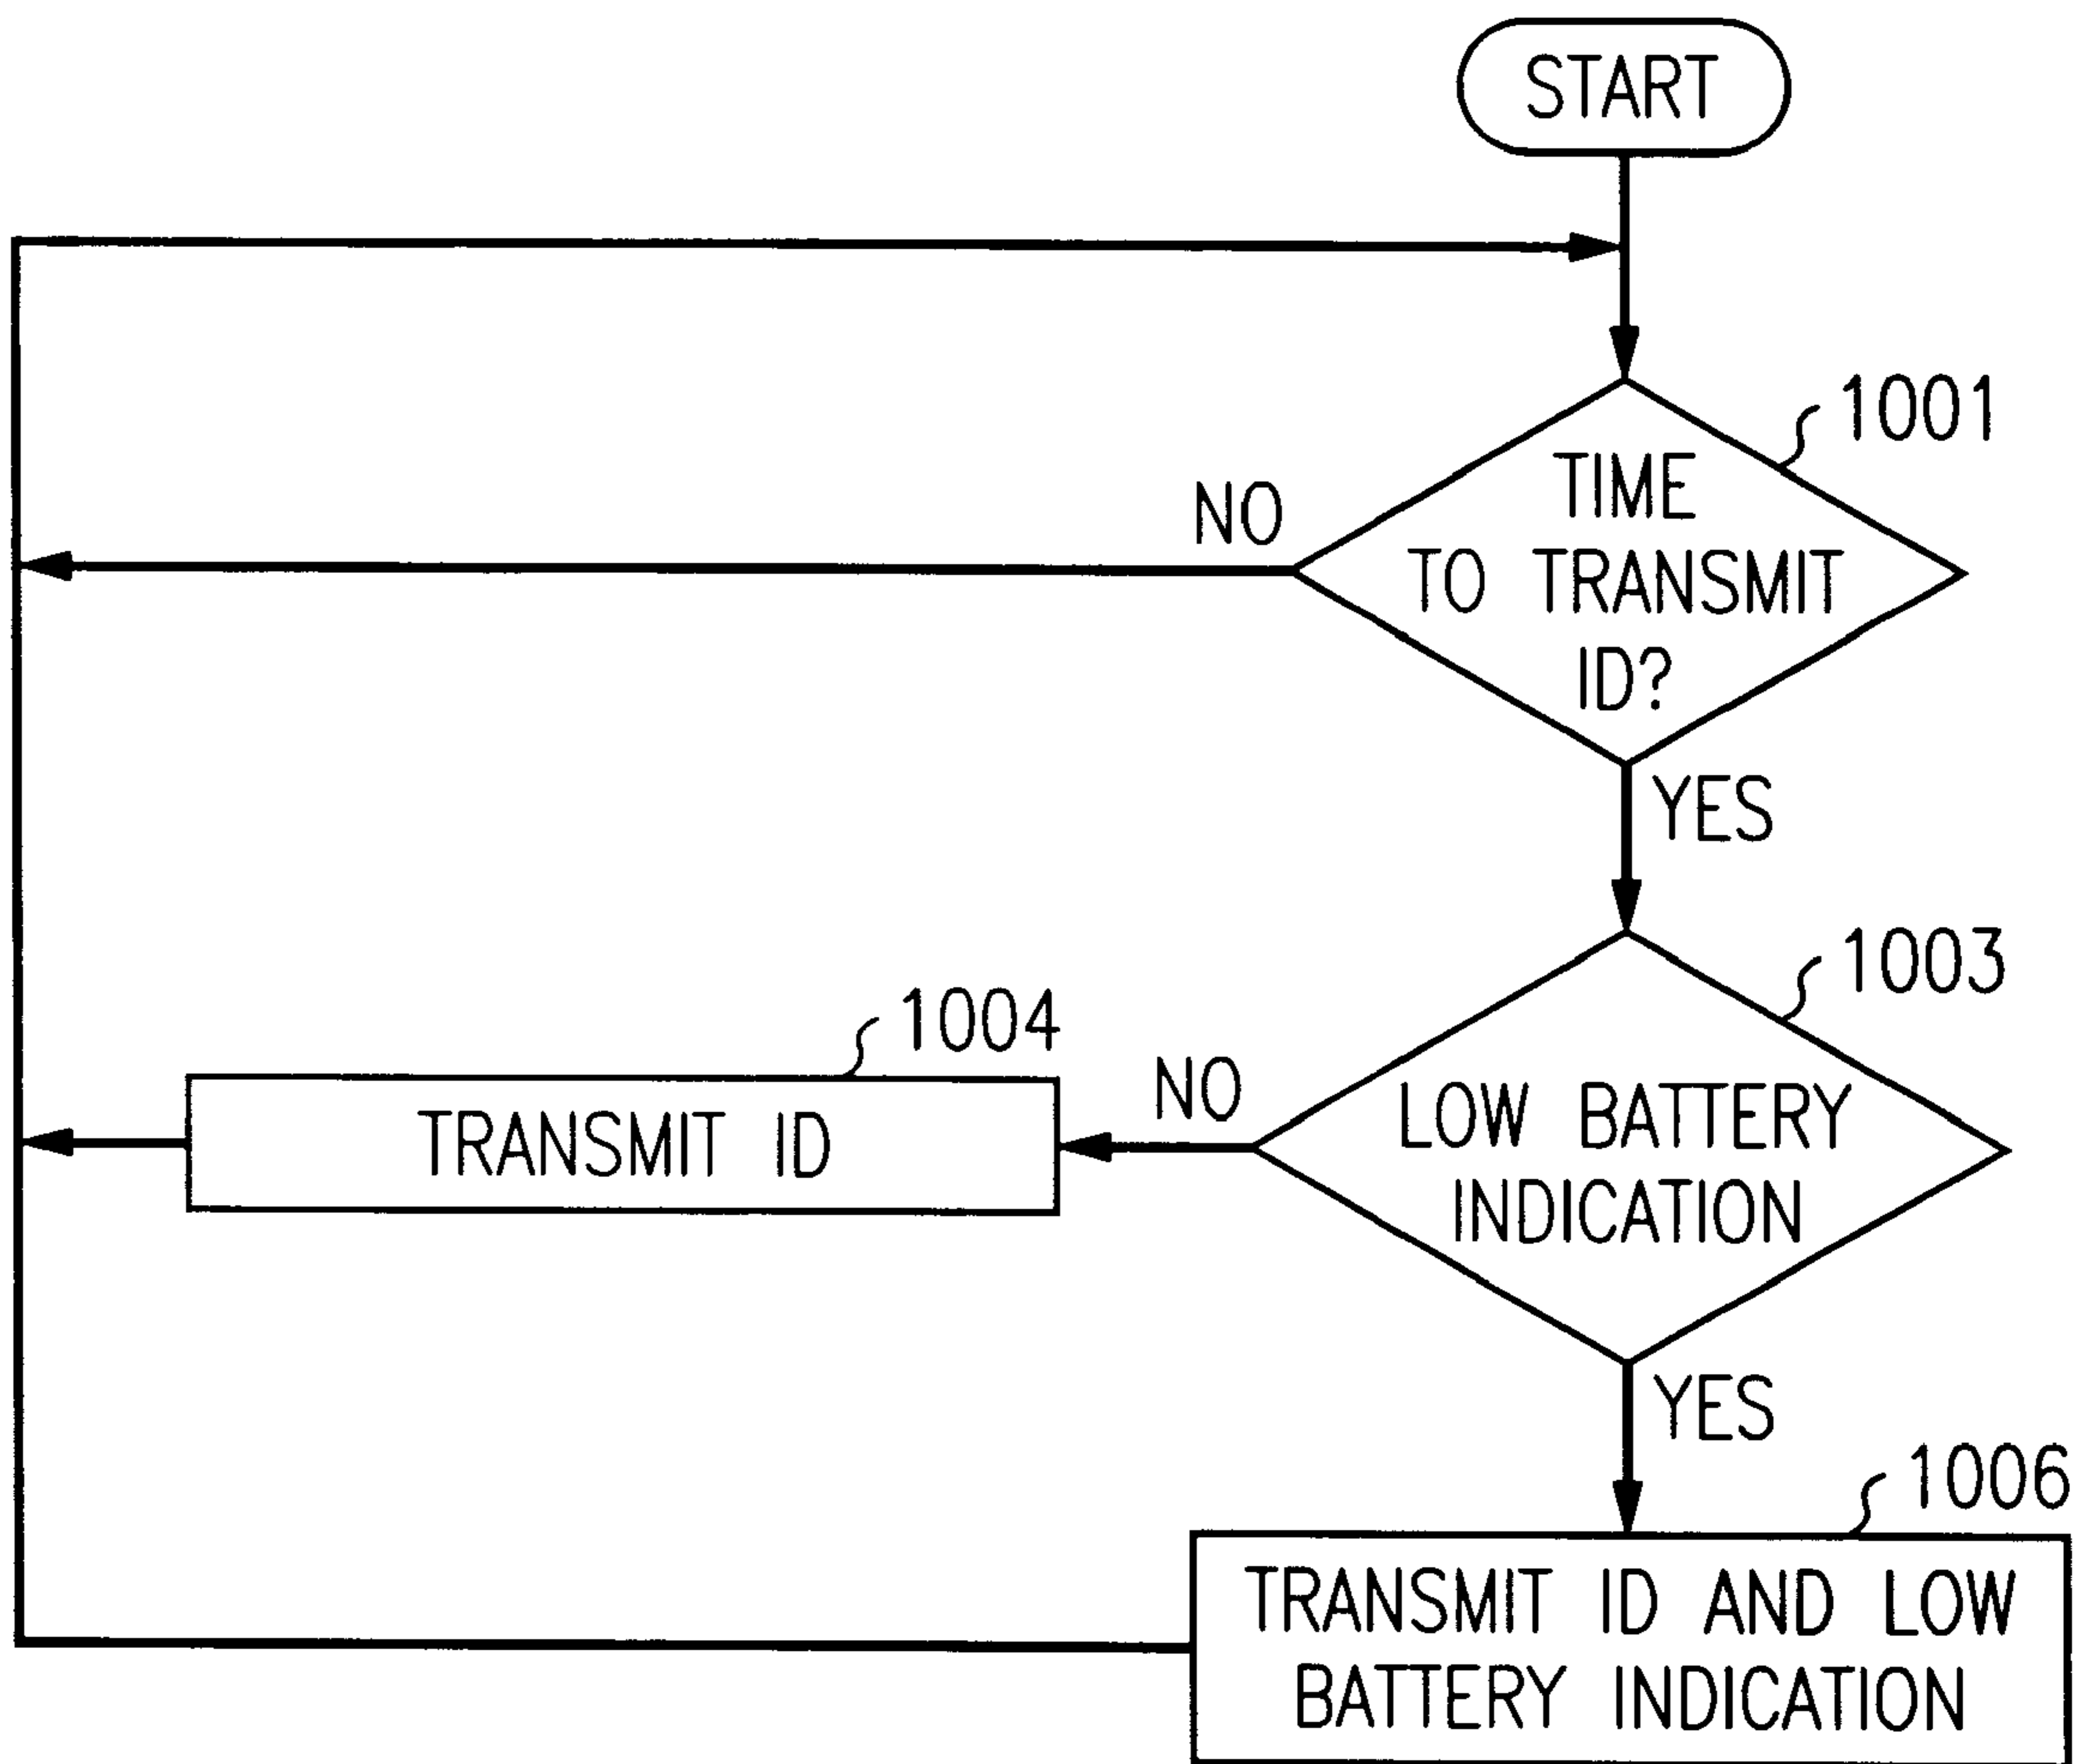 START
1001
TIME
TO TRANSMIT
ID?
NO
YES
1003
LOW BATTERY
INDICATION
NO
1004
TRANSMIT ID
YES
1006
TRANSMIT ID AND LOW
BATTERY INDICATION